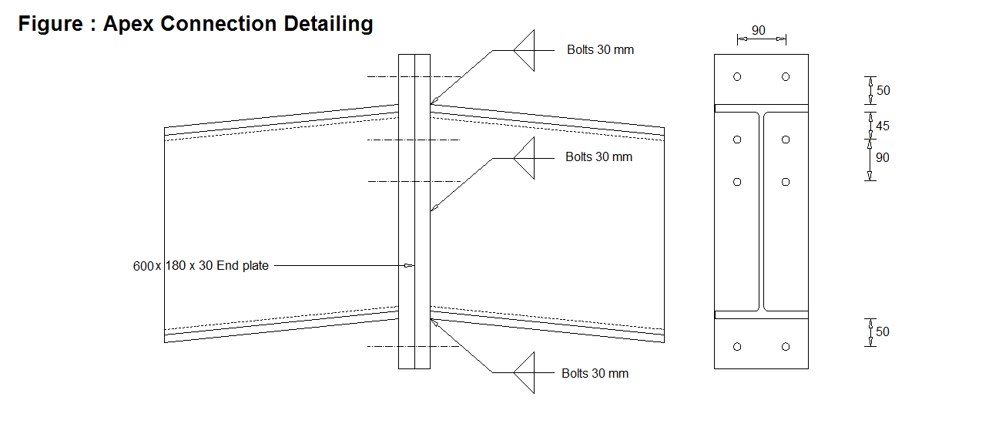 Figure : Apex Connection Detailing
90
Bolts 30 mm
50
45
Bolts 30 mm
90
600 x 180 x 30 End plate
50
Bolts 30 mm